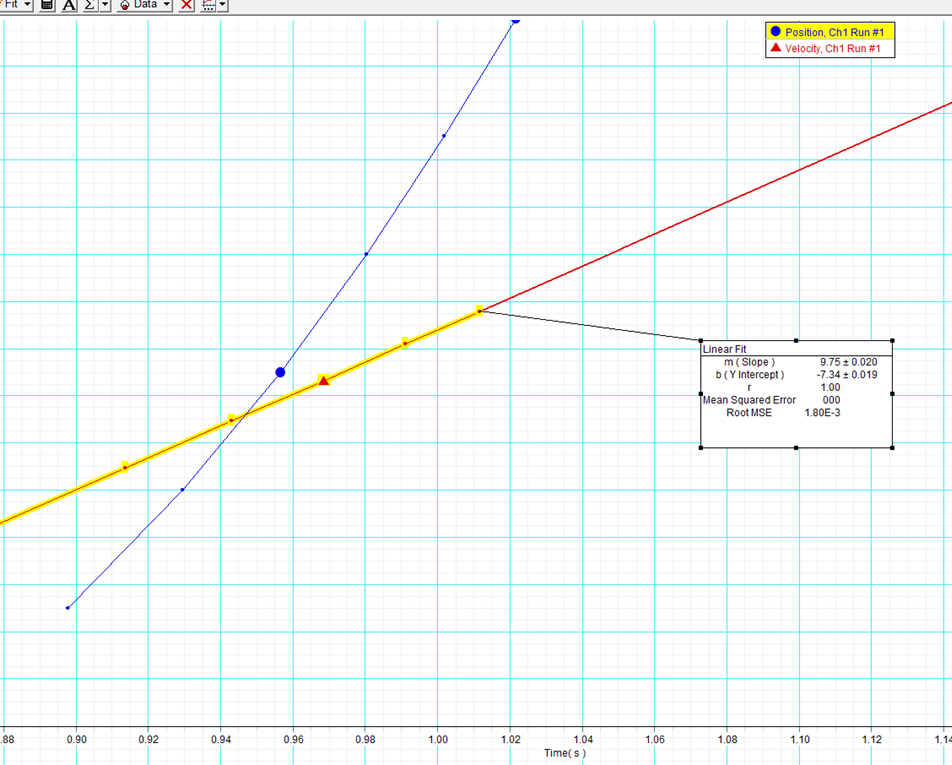 Fit A Σ Data
Position, Ch1 Run #1
Velocity, Ch1 Run #1
Linear Fit
m ( Slope ) 9.75 ± 0.020
b ( Y Intercept ) -7.34 ± 0.019
r 1.00
Mean Squared Error 000
Root MSE 1.80E-3
.88 0.90 0.92 0.94 0.96 0.98 1.00 1.02 1.04 1.06 1.08 1.10 1.12 1.14
Time( s )